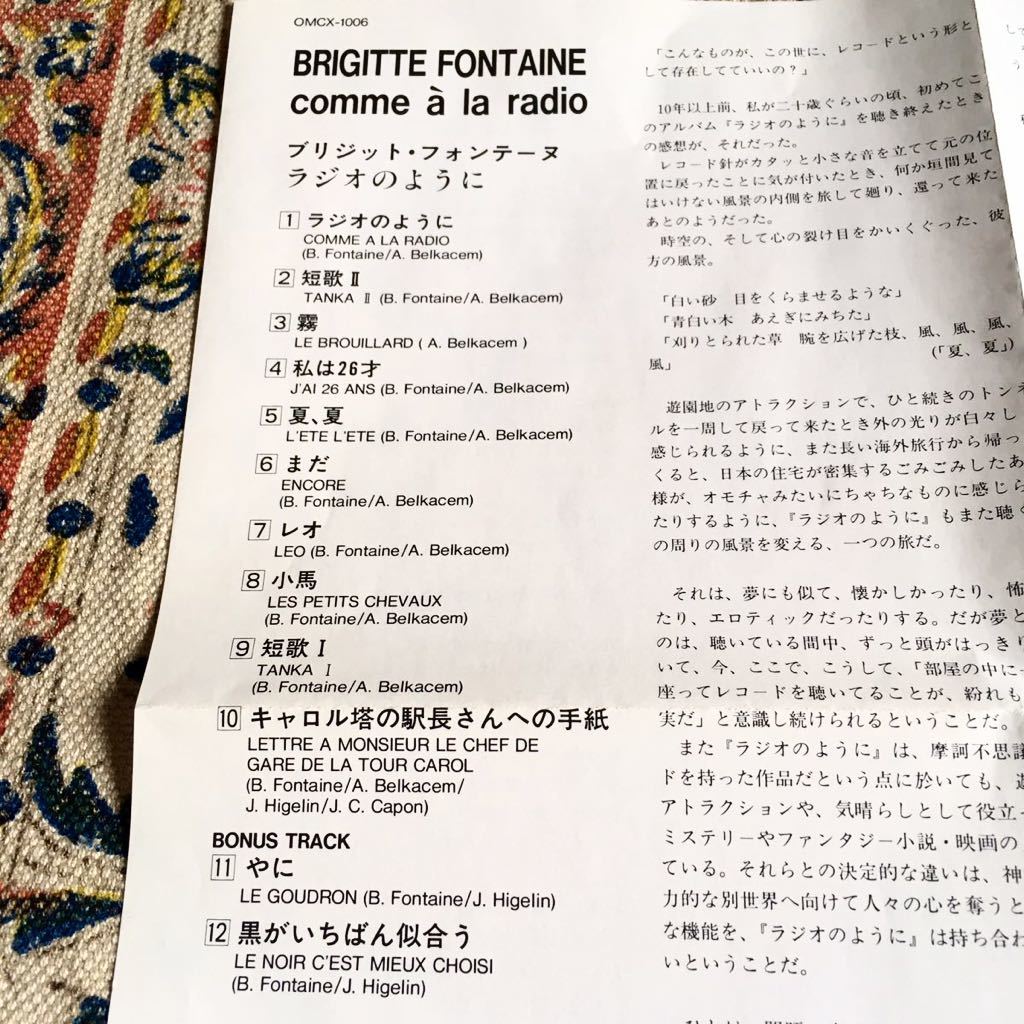 OMCX-1006
BRIGITTE FONTAINE
comme à la radio
ブリジット・フォンテーヌ
ラジオのように
1 ラジオのように
COMME A LA RADIO
(B. Fontaine/A. Belkacem)
2 短歌Ⅱ
TANKA Ⅱ (B. Fontaine/A. Belkacem)
3 霧
LE BROUILLARD ( A. Belkacem )
4 私は26才
J'AI 26 ANS (B. Fontaine/A. Belkacem)
5 夏、夏
L'ETE L'ETE (B. Fontaine/A. Belkacem)
6 まだ
ENCORE
(B. Fontaine/A. Belkacem)
7 レオ
LEO (B. Fontaine/A. Belkacem)
8 小馬
LES PETITS CHEVAUX
(B. Fontaine/A. Belkacem)
9 短歌Ⅰ
TANKA Ⅰ
(B. Fontaine/A. Belkacem)
10 キャロル塔の駅長さんへの手紙
LETTRE A MONSIEUR LE CHEF DE
GARE DE LA TOUR CAROL
(B. Fontaine/A. Belkacem/
J. Higelin/J. C. Capon)
BONUS TRACK
11 やに
LE GOUDRON (B. Fontaine/J. Higelin)
12 黒がいちばん似合う
LE NOIR C'EST MIEUX CHOISI
(B. Fontaine/J. Higelin)
「こんなものが、この世に、レコードという形と
して存在してていいの？」
10年以上前、私が二十歳ぐらいの頃、初めてこ
のアルバム『ラジオのように』を聴き終えたとき
の感想が、それだった。
レコード針がカタッと小さな音を立てて元の位
置に戻ったことに気が付いたとき、何か垣間見て
はいけない風景の内側を旅して廻り、還って来た
あとのようだった。
時空の、そして心の裂け目をかいくぐった、彼
方の風景。
「白い砂　目をくらませるような」
「青白い木　あえぎにみちた」
「刈りとられた草　腕を広げた枝、風、風、風、
風」
（「夏、夏」）
遊園地のアトラクションで、ひと続きのトンネ
ルを一周して戻って来たとき外の光りが白々し
感じられるように、また長い海外旅行から帰っ
くると、日本の住宅が密集するごみごみしたあ
様が、オモチャみたいにちゃちなものに感じら
たりするように、『ラジオのように』もまた聴く
の周りの風景を変える、一つの旅だ。
それは、夢にも似て、懐かしかったり、怖
たり、エロティックだったりする。だが夢と
のは、聴いている間中、ずっと頭がはっきり
いて、今、ここで、こうして、「部屋の中に
座ってレコードを聴いてることが、紛れも
実だ」と意識し続けられるということだ。
また『ラジオのように』は、摩訶不思議
ドを持った作品だという点に於いても、遊
アトラクションや、気晴らしとして役立っ
ミステリーやファンタジー小説・映画の
ている。それらとの決定的な違いは、神
力的な別世界へ向けて人々の心を奪うと
な機能を、『ラジオのように』は持ち合わ
いということだ。